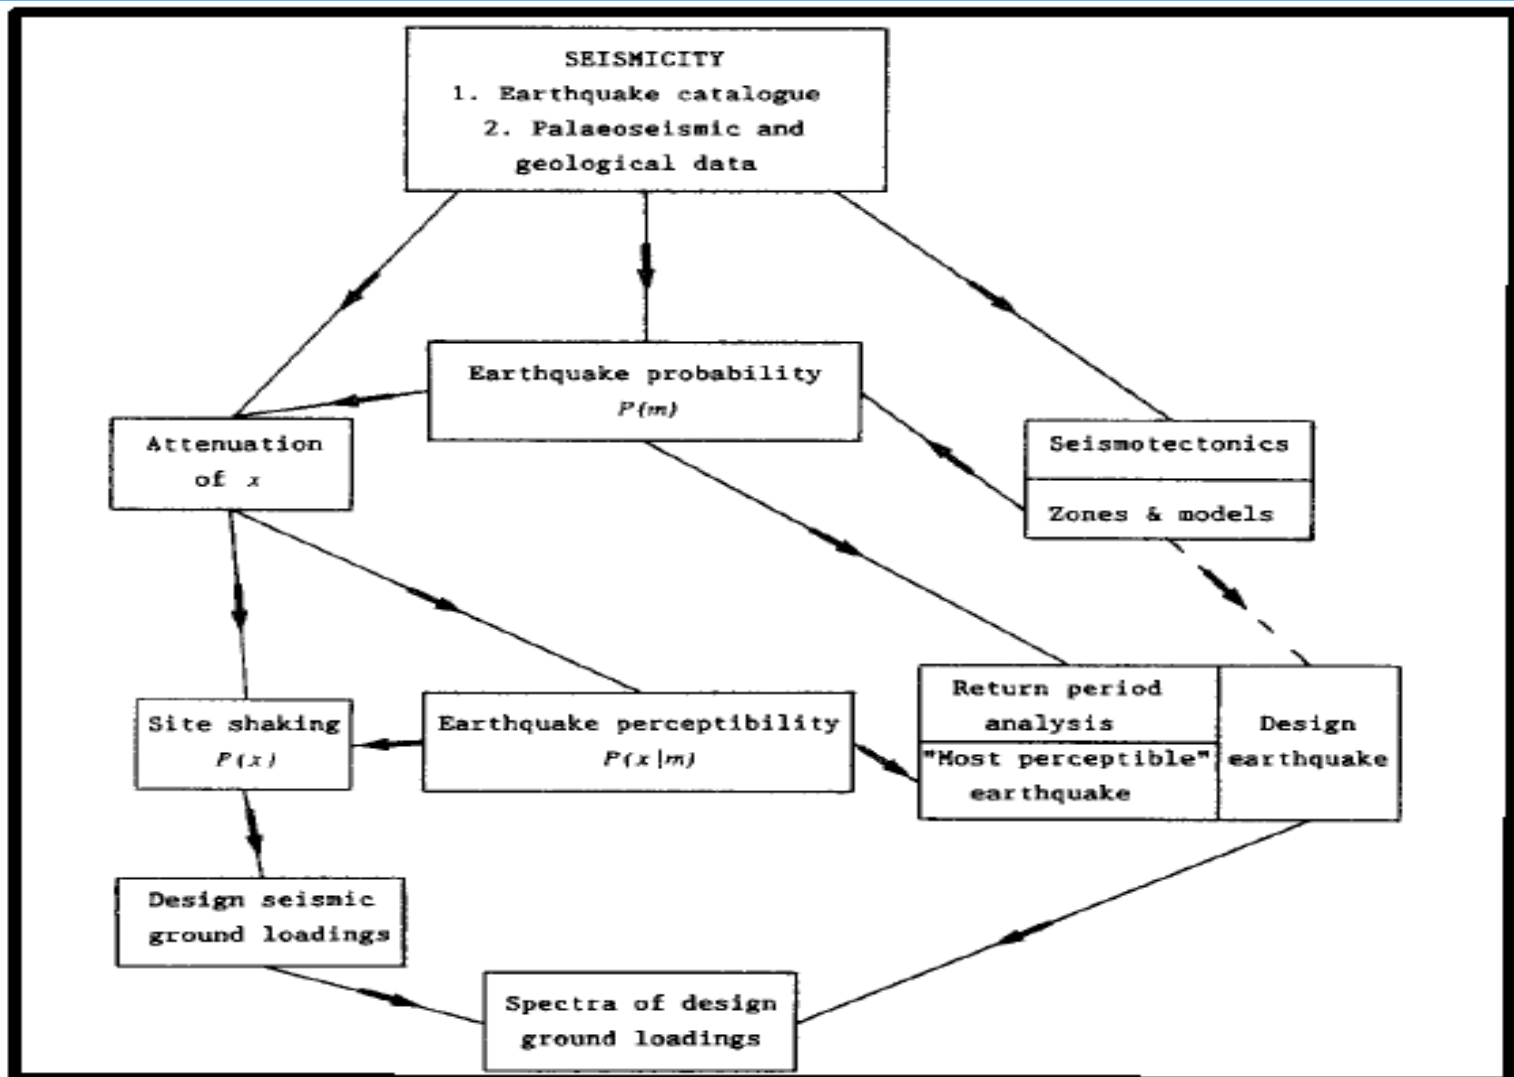 SEISMICITY
1. Earthquake catalogue
2. Palaeoseismic and
geological data
Earthquake probability
P(m)
Attenuation
of x
Seismotectonics
Zones & models
Site shaking
P(x)
Earthquake perceptibility
P(x|m)
Return period
analysis
"Most perceptible"
earthquake
Design
earthquake
Design seismic
ground loadings
Spectra of design
ground loadings